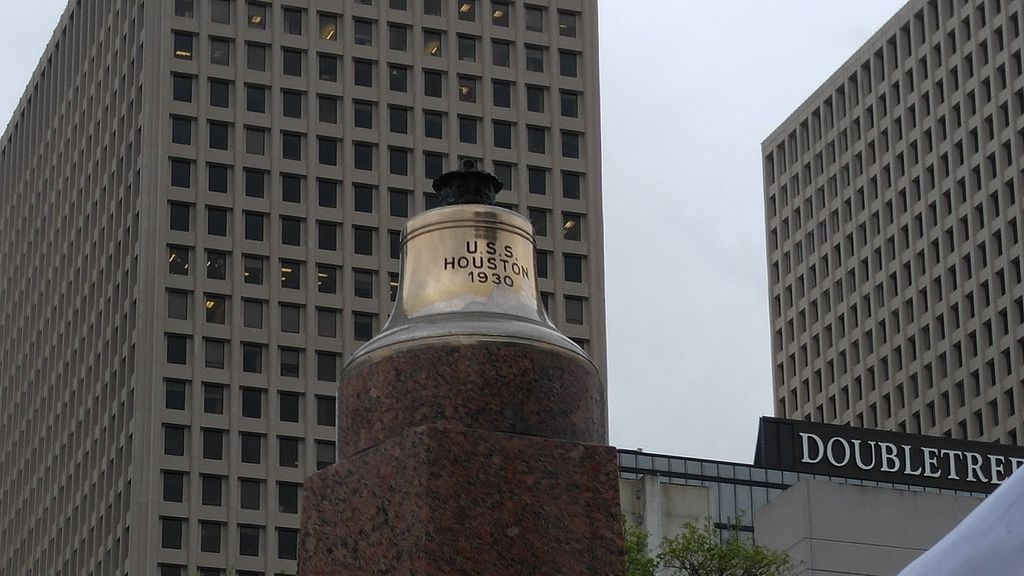 U.S.S.
HOUSTON
1930
DOUBLETREE